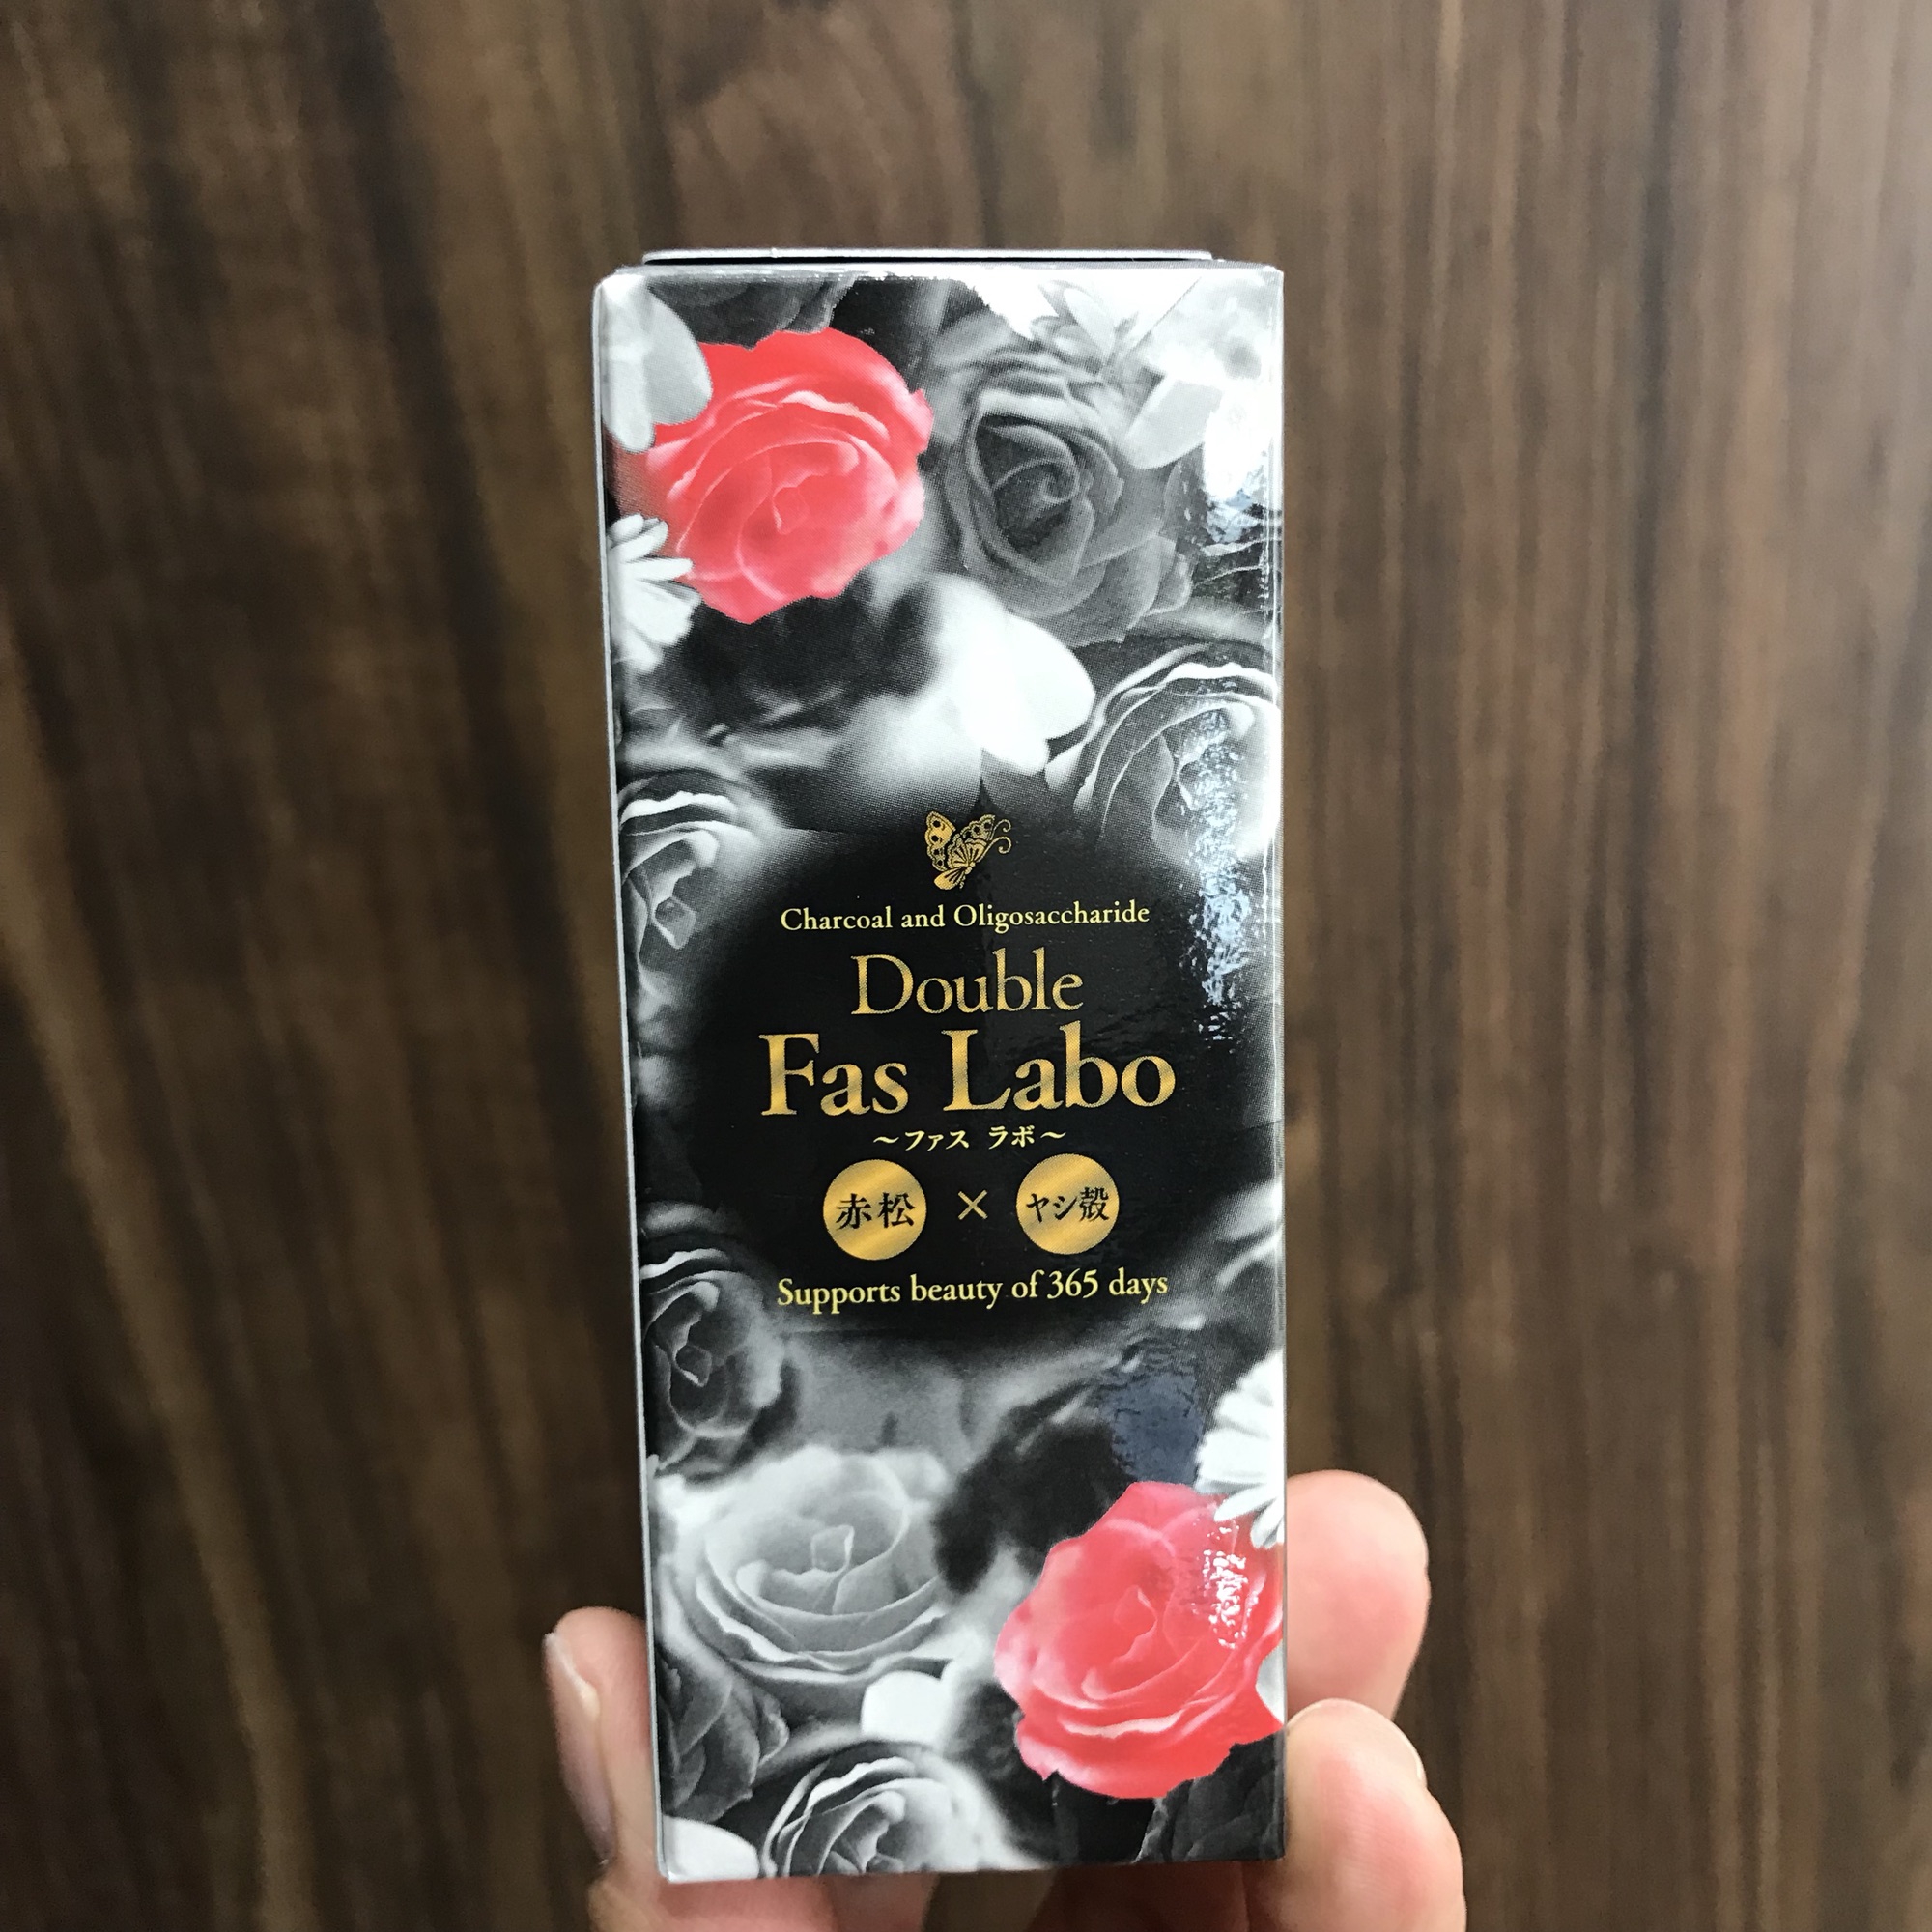 Charcoal and Oligosaccharide
Double
Fas Labo
～ファス ラボ～
赤松 × ヤシ殻
Supports beauty of 365 days